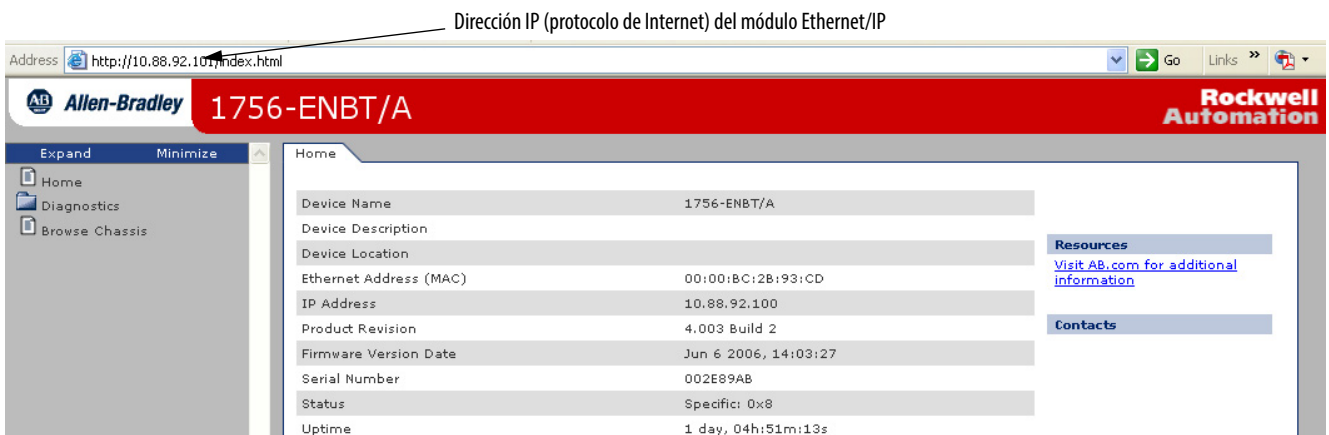 Dirección IP (protocolo de Internet) del módulo Ethernet/IP
Address http://10.88.92.101/index.html Go Links »
AB Allen-Bradley 1756-ENBT/A Rockwell Automation
Expand Minimize
Home
Diagnostics
Browse Chassis
Home
Device Name 1756-ENBT/A
Device Description
Device Location
Ethernet Address (MAC) 00:00:BC:2B:93:CD
IP Address 10.88.92.100
Product Revision 4.003 Build 2
Firmware Version Date Jun 6 2006, 14:03:27
Serial Number 002E89AB
Status Specific: 0x8
Uptime 1 day, 04h:51m:13s
Resources
Visit AB.com for additional
information
Contacts